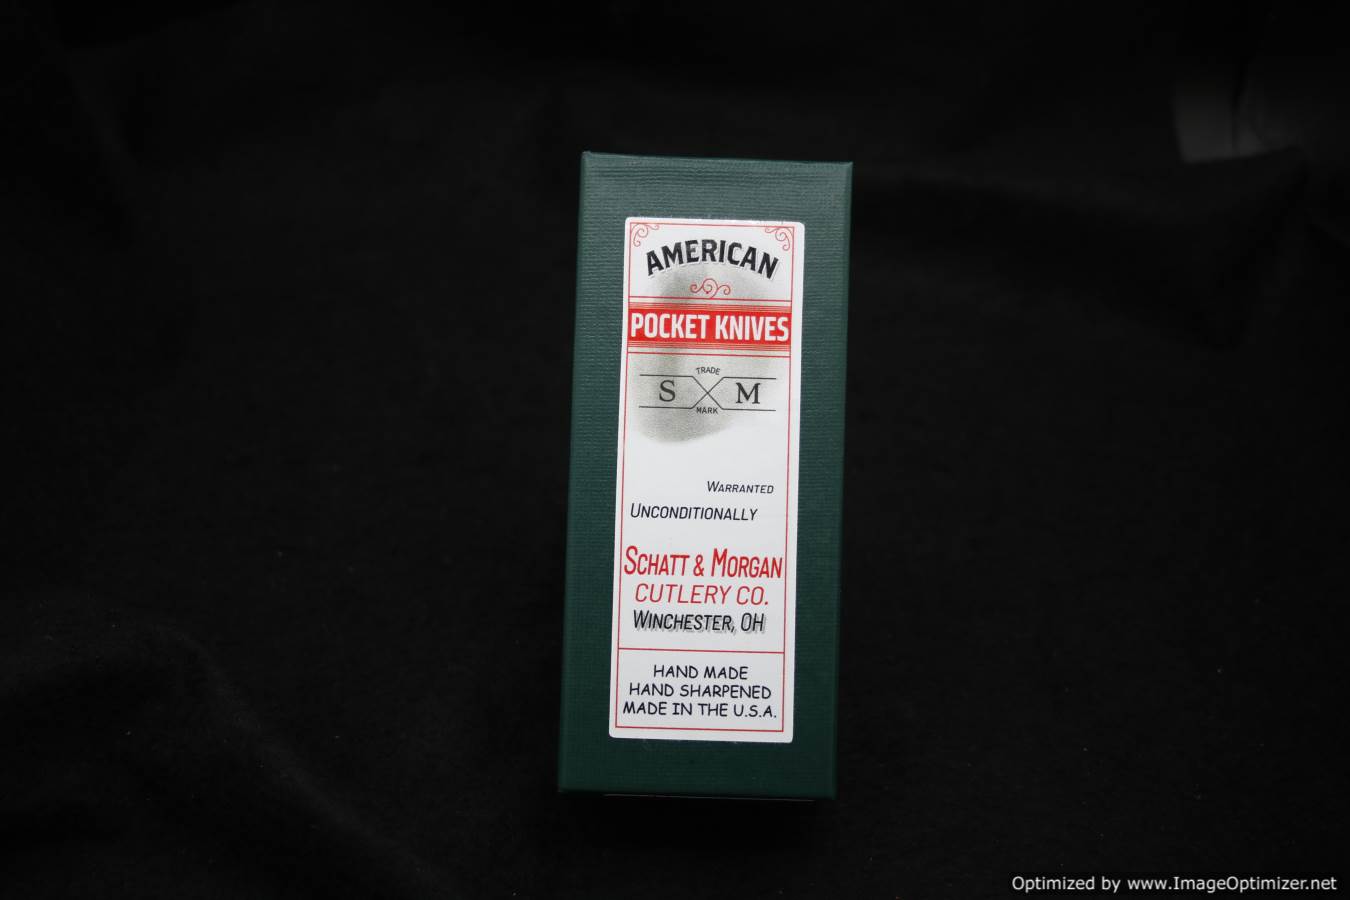 AMERICAN
POCKET KNIVES
TRADE
S M
MARK
WARRANTED
UNCONDITIONALLY
SCHATT & MORGAN
CUTLERY CO.
WINCHESTER, OH
HAND MADE
HAND SHARPENED
MADE IN THE U.S.A.
Optimized by www.ImageOptimizer.net